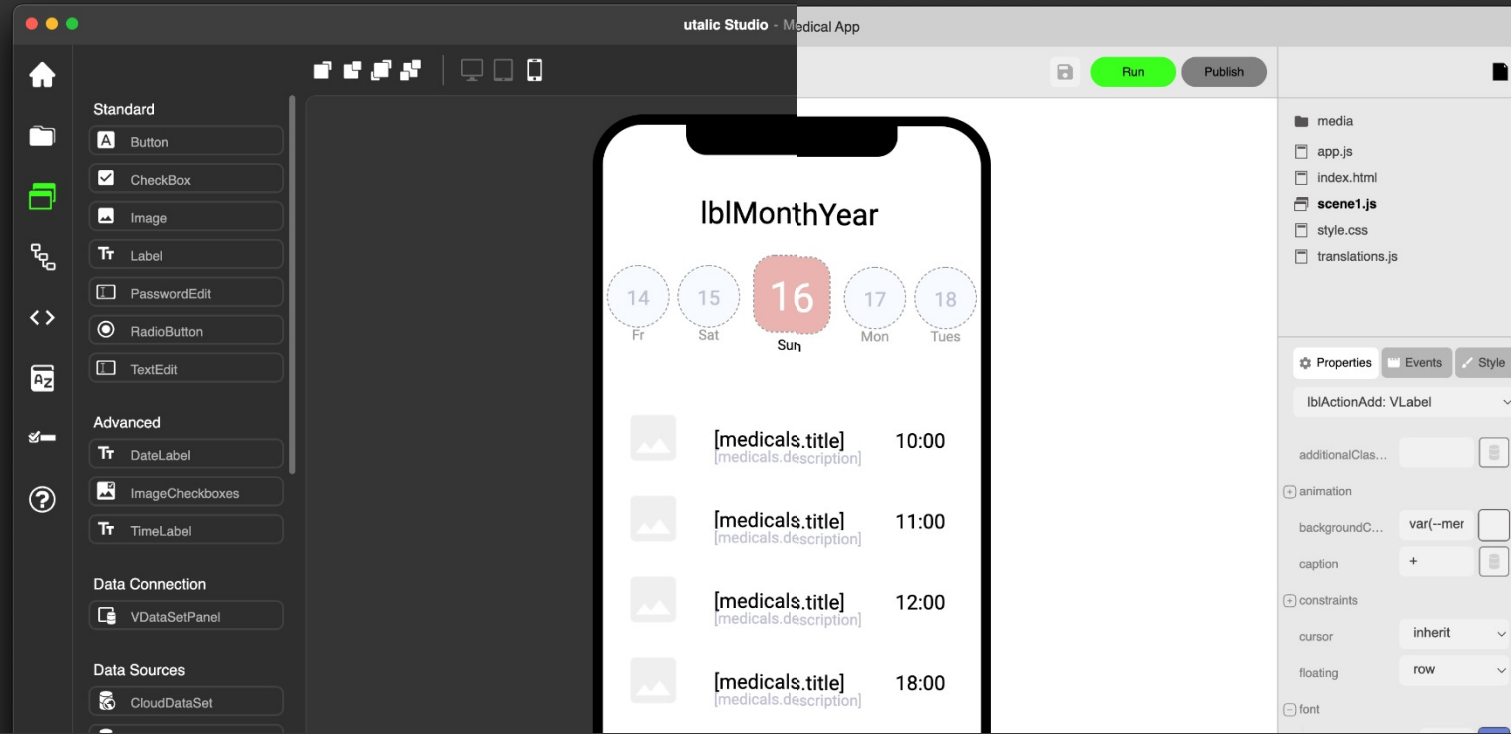 utalic Studio - Medical App
Run
Publish
Standard
Button
CheckBox
Image
Label
PasswordEdit
RadioButton
TextEdit
Advanced
DateLabel
ImageCheckboxes
TimeLabel
Data Connection
VDataSetPanel
Data Sources
CloudDataSet
lblMonthYear
14
15
16
17
18
Fr
Sat
Sun
Mon
Tues
[medicals.title] 10:00
[medicals.description]
[medicals.title] 11:00
[medicals.description]
[medicals.title] 12:00
[medicals.description]
[medicals.title] 18:00
[medicals.description]
media
app.js
index.html
scene1.js
style.css
translations.js
Properties
Events
Style
lblActionAdd: VLabel
additionalClas...
animation
backgroundC... var(--mer
caption +
constraints
cursor inherit
floating row
font